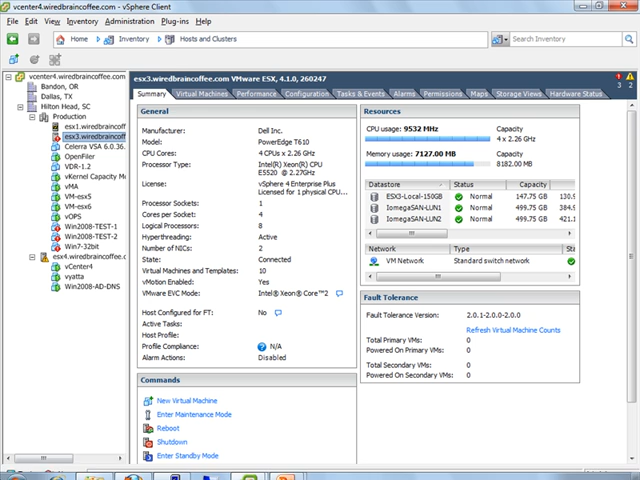 vcenter4.wiredbraincoffee.com - vSphere Client
File Edit View Inventory Administration Plug-ins Help
Home Inventory Hosts and Clusters
Search Inventory
3 2
vcenter4.wiredbraincoffee.com
Bandon, OR
Dallas, TX
Hilton Head, SC
Production
esx1.wiredbraincoff
esx3.wiredbraincoff
Celerra VSA 6.0.36.
OpenFiler
VDR-1.2
vKernel Capacity M
vMA
VM-esx5
VM-esx6
vOPS
Win2008-TEST-1
Win2008-TEST-2
Win7-32bit
esx4.wiredbraincoffee.c
vCenter4
vyatta
Win2008-AD-DNS
esx3.wiredbraincoffee.com VMware ESX, 4.1.0, 260247
Summary Virtual Machines Performance Configuration Tasks & Events Alarms Permissions Maps Storage Views Hardware Status
General
Manufacturer: Dell Inc.
Model: PowerEdge T610
CPU Cores: 4 CPUs x 2.26 GHz
Processor Type: Intel(R) Xeon(R) CPU
E5520 @ 2.27GHz
License: vSphere 4 Enterprise Plus
Licensed for 1 physical CPU...
Processor Sockets: 1
Cores per Socket: 4
Logical Processors: 8
Hyperthreading: Active
Number of NICs: 2
State: Connected
Virtual Machines and Templates: 10
vMotion Enabled: Yes
VMware EVC Mode: Intel® Xeon® Core™2
Host Configured for FT: No
Active Tasks:
Host Profile:
Profile Compliance: N/A
Alarm Actions: Disabled
Commands
New Virtual Machine
Enter Maintenance Mode
Reboot
Shutdown
Enter Standby Mode
Resources
CPU usage: 9532 MHz Capacity
4 x 2.26 GHz
Memory usage: 7127.00 MB Capacity
8182.00 MB
Datastore Status Capacity
ESX3-Local-150GB Normal 147.75 GB 130.9
IomegaSAN-LUN1 Normal 499.75 GB 384.9
IomegaSAN-LUN2 Normal 499.75 GB 421.1
Network Type Sta
VM Network Standard switch network
Fault Tolerance
Fault Tolerance Version: 2.0.1-2.0.0-2.0.0
Refresh Virtual Machine Counts
Total Primary VMs: 0
Powered On Primary VMs: 0
Total Secondary VMs: 0
Powered On Secondary VMs: 0